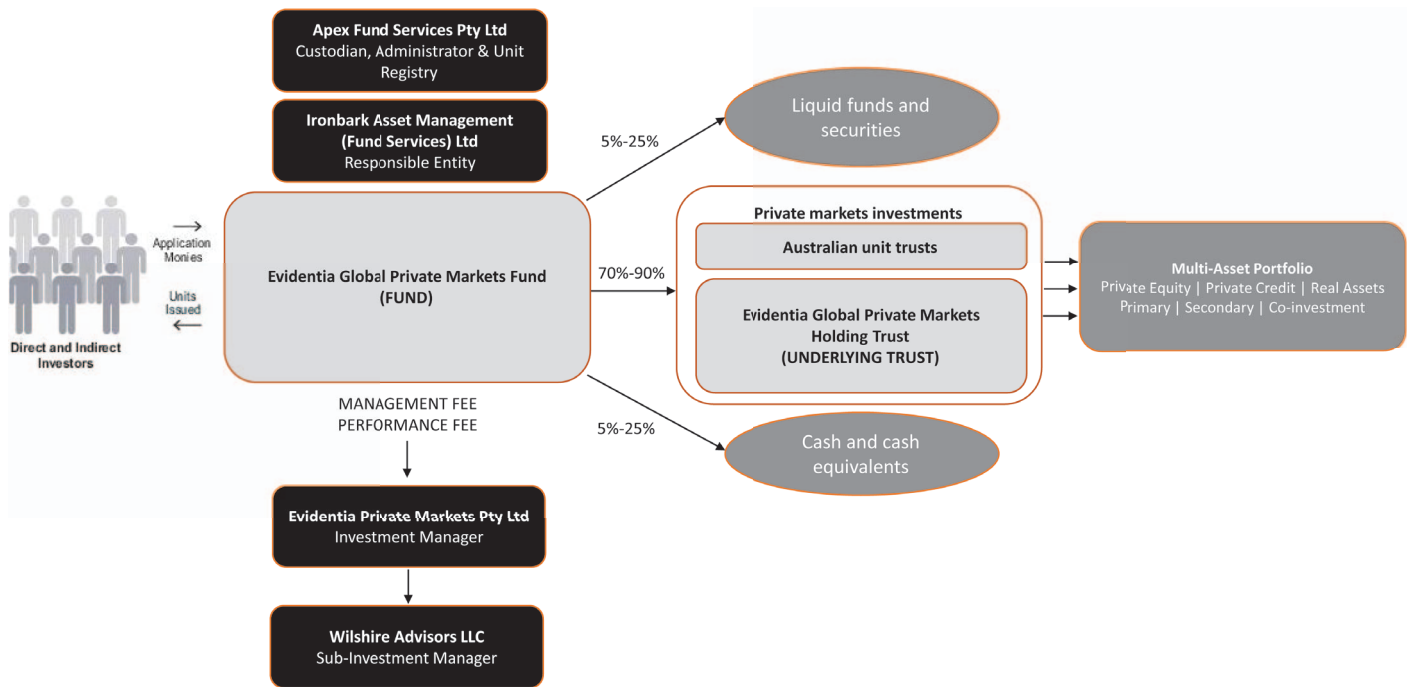 Apex Fund Services Pty Ltd
Custodian, Administrator & Unit
Registry
Ironbark Asset Management
(Fund Services) Ltd
Responsible Entity
Application
Monies
Units
Issued
Direct and Indirect
Investors
Evidentia Global Private Markets Fund
(FUND)
5%-25%
70%-90%
5%-25%
Liquid funds and
securities
Private markets investments
Australian unit trusts
Evidentia Global Private Markets
Holding Trust
(UNDERLYING TRUST)
Cash and cash
equivalents
Multi-Asset Portfolio
Private Equity | Private Credit | Real Assets
Primary | Secondary | Co-investment
MANAGEMENT FEE
PERFORMANCE FEE
Evidentia Private Markets Pty Ltd
Investment Manager
Wilshire Advisors LLC
Sub-Investment Manager